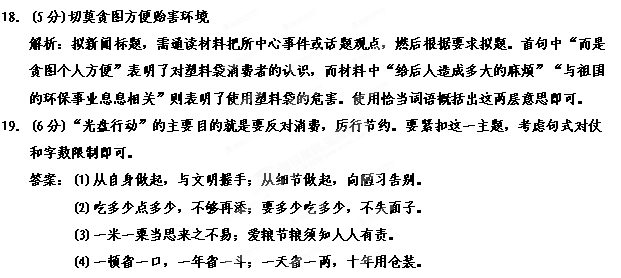 18. (5 分)切莫贪图方便贻害环境
解析：拟新闻标题，需通读材料把所中心事件或话题观点，然后根据要求拟题。首句中“而是
贪图个人方便”表明了对塑料袋消费者的认识，而材料中“给后人造成多大的麻烦”“与祖国
的环保事业息息相关”则表明了使用塑料袋的危害。使用恰当词语概括出这两层意思即可。
19. (6 分)“光盘行动”的主要目的就是要反对消费，厉行节约。要紧扣这一主题，考虑句式对仗
和字数限制即可。
答案： (1)从自身做起，与文明握手；从细节做起，向陋习告别。
(2)吃多少点多少，不够再添；要多少吃多少，不失面子。
(3)一米一粟当思来之不易；爱粮节粮须知人人有责。
(4)一顿省一口，一年省一斗；一天省一两，十年用仓装。